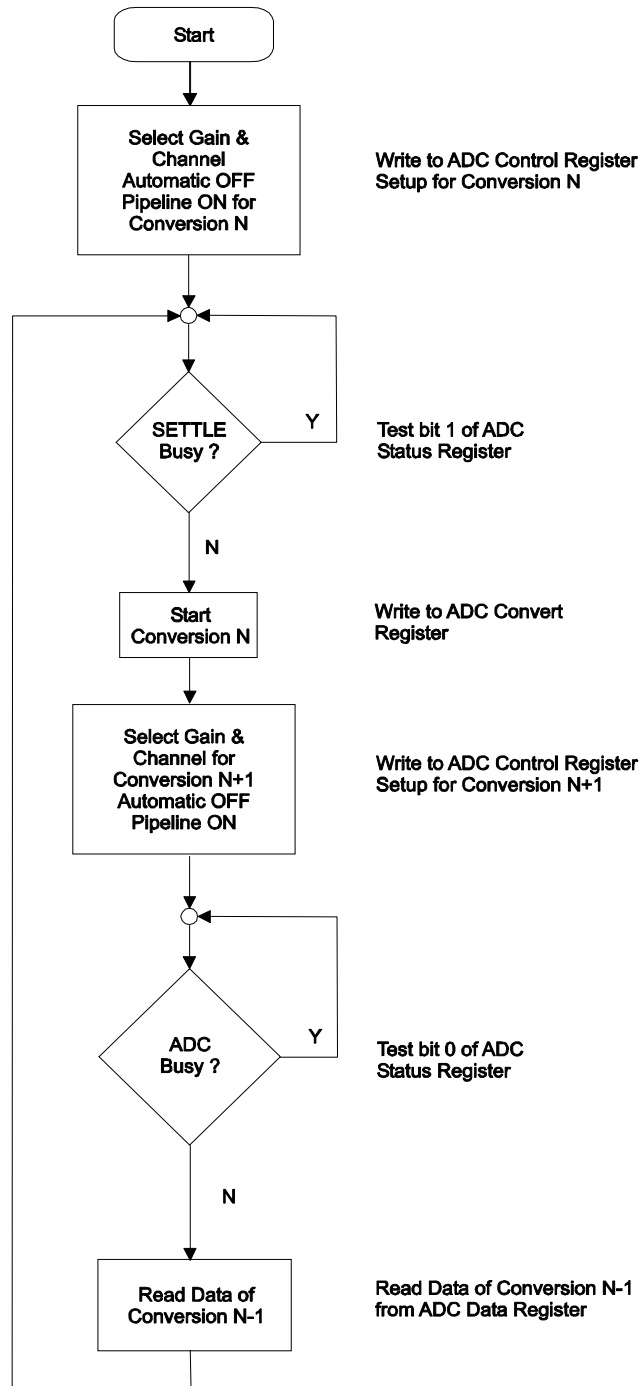 Start
Select Gain &
Channel
Automatic OFF
Pipeline ON for
Conversion N
Write to ADC Control Register
Setup for Conversion N
SETTLE
Busy ?
Y
Test bit 1 of ADC
Status Register
N
Start
Conversion N
Write to ADC Convert
Register
Select Gain &
Channel for
Conversion N+1
Automatic OFF
Pipeline ON
Write to ADC Control Register
Setup for Conversion N+1
ADC
Busy ?
Y
Test bit 0 of ADC
Status Register
N
Read Data of
Conversion N-1
Read Data of Conversion N-1
from ADC Data Register